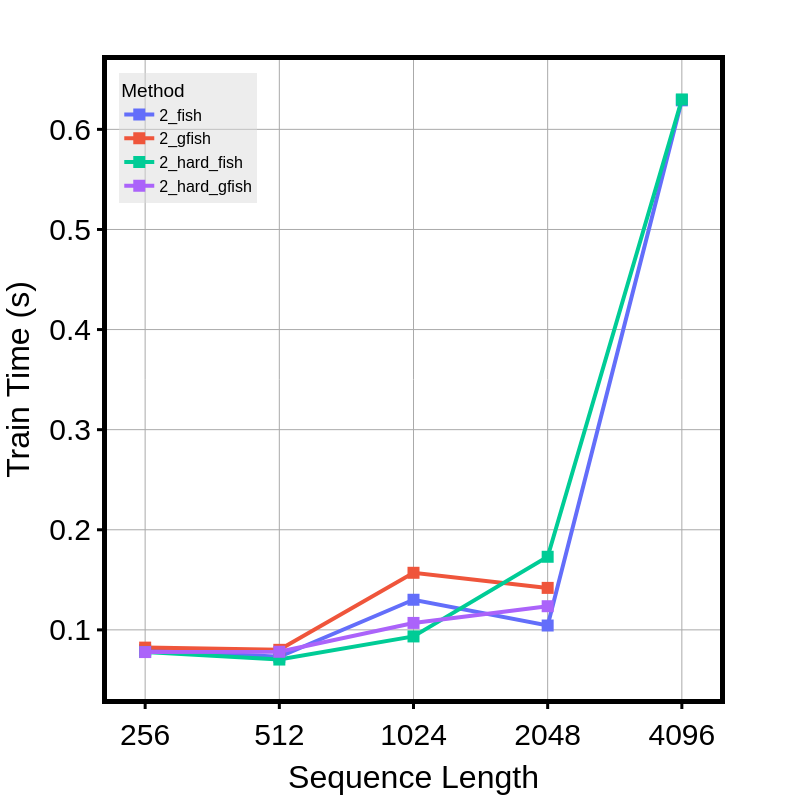 Method
2_fish
2_gfish
2_hard_fish
2_hard_gfish
0.6
0.5
0.4
0.3
0.2
0.1
Train Time (s)
256 512 1024 2048 4096
Sequence Length